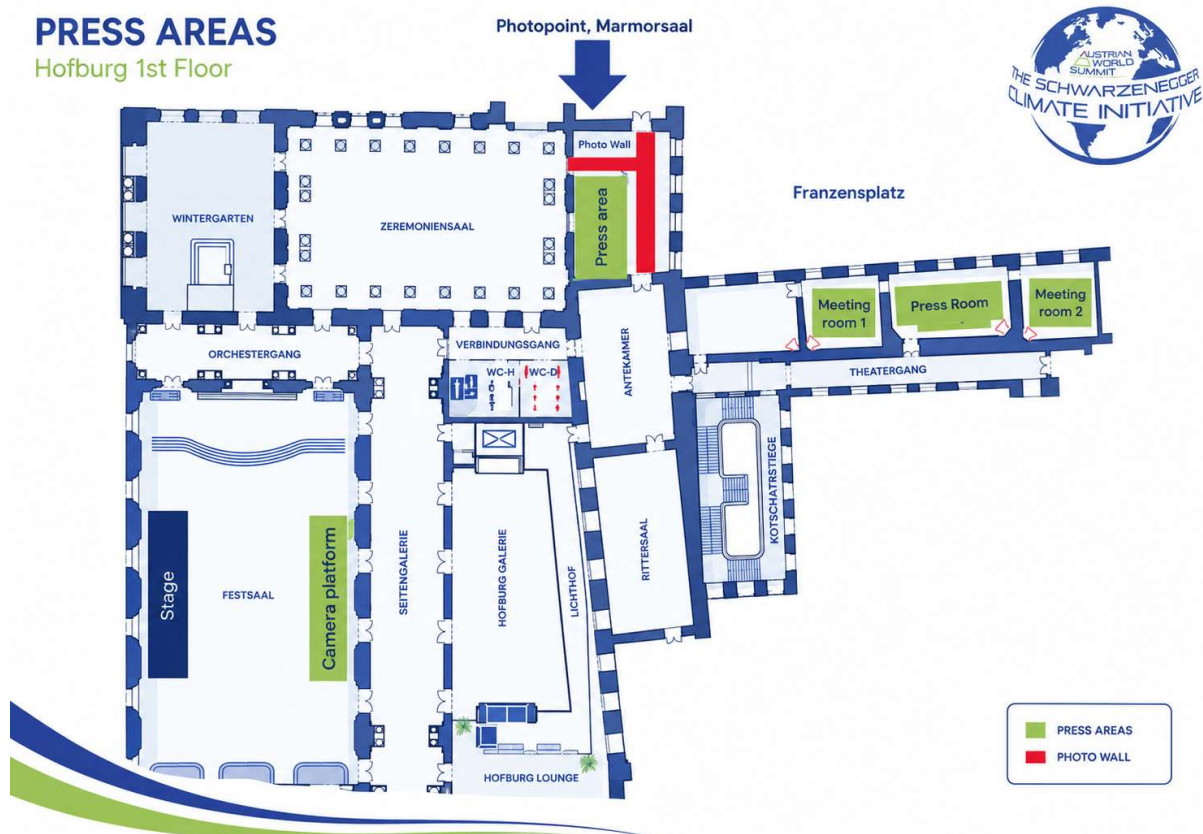 PRESS AREAS
Hofburg 1st Floor
Photopoint, Marmorsaal
AUSTRIAN
WORLD
SUMMIT
THE SCHWARZENEGGER
CLIMATE INITIATIVE
Photo Wall
Press area
Franzensplatz
WINTERGARTEN
ZEREMONIENSAAL
Meeting
room 1
Press Room
Meeting
room 2
ORCHESTERGANG
VERBINDUNGSGANG
WC-H
WC-D
ANTEKAMMER
THEATERGANG
KOTSCHATRSTIEGE
Stage
FESTSAAL
Camera platform
SEITENGALERIE
HOFBURG GALERIE
LICHTHOF
RITTERSAAL
HOFBURG LOUNGE
PRESS AREAS
PHOTO WALL